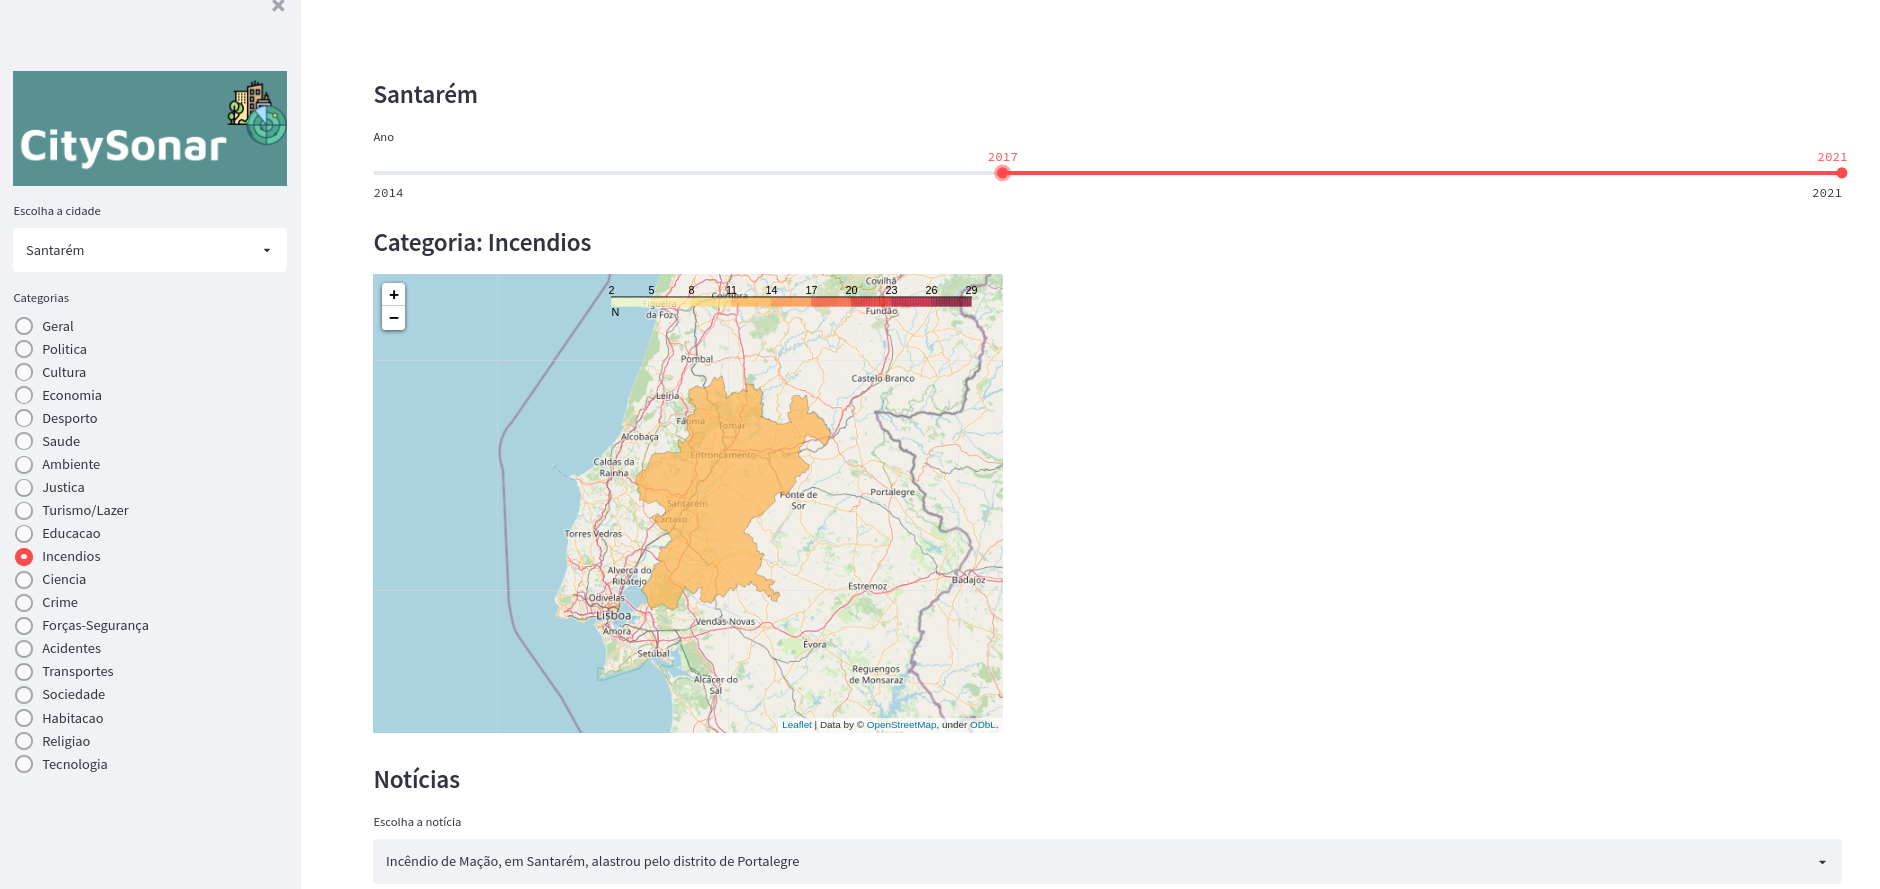 ×
CitySonar
Escolha a cidade
Santarém
Categorias
Geral
Politica
Cultura
Economia
Desporto
Saude
Ambiente
Justica
Turismo/Lazer
Educacao
Incendios
Ciencia
Crime
Forças-Segurança
Acidentes
Transportes
Sociedade
Habitacao
Religiao
Tecnologia
Santarém
Ano
2017 2021
2014 2021
Categoria: Incendios
+
−
2 5 8 11 14 17 20 23 26 29
N
Covilhã
Coimbra
Figueira
da Foz
Fundão
Pombal
Castelo Branco
Leiria
Fátima
Tomar
Alcobaça
Entroncamento
Caldas da
Rainha
Santarém
Ponte de
Sor
Portalegre
Cartaxo
Torres Vedras
Alverca do
Ribatejo
Estremoz
Badajoz
Odivelas
Lisboa
Vendas Novas
Amora
Évora
Setúbal
Reguengos
de Monsaraz
Alcácer do
Sal
Leaflet | Data by © OpenStreetMap, under ODbL.
Notícias
Escolha a notícia
Incêndio de Mação, em Santarém, alastrou pelo distrito de Portalegre